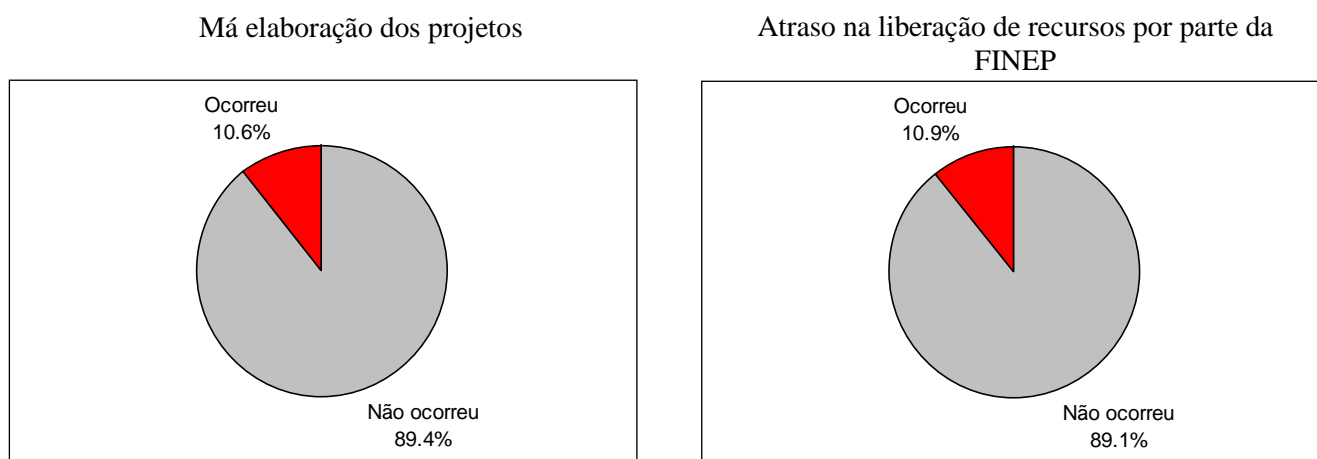 Má elaboração dos projetos
Ocorreu
10.6%
Não ocorreu
89.4%
Atraso na liberação de recursos por parte da
FINEP
Ocorreu
10.9%
Não ocorreu
89.1%